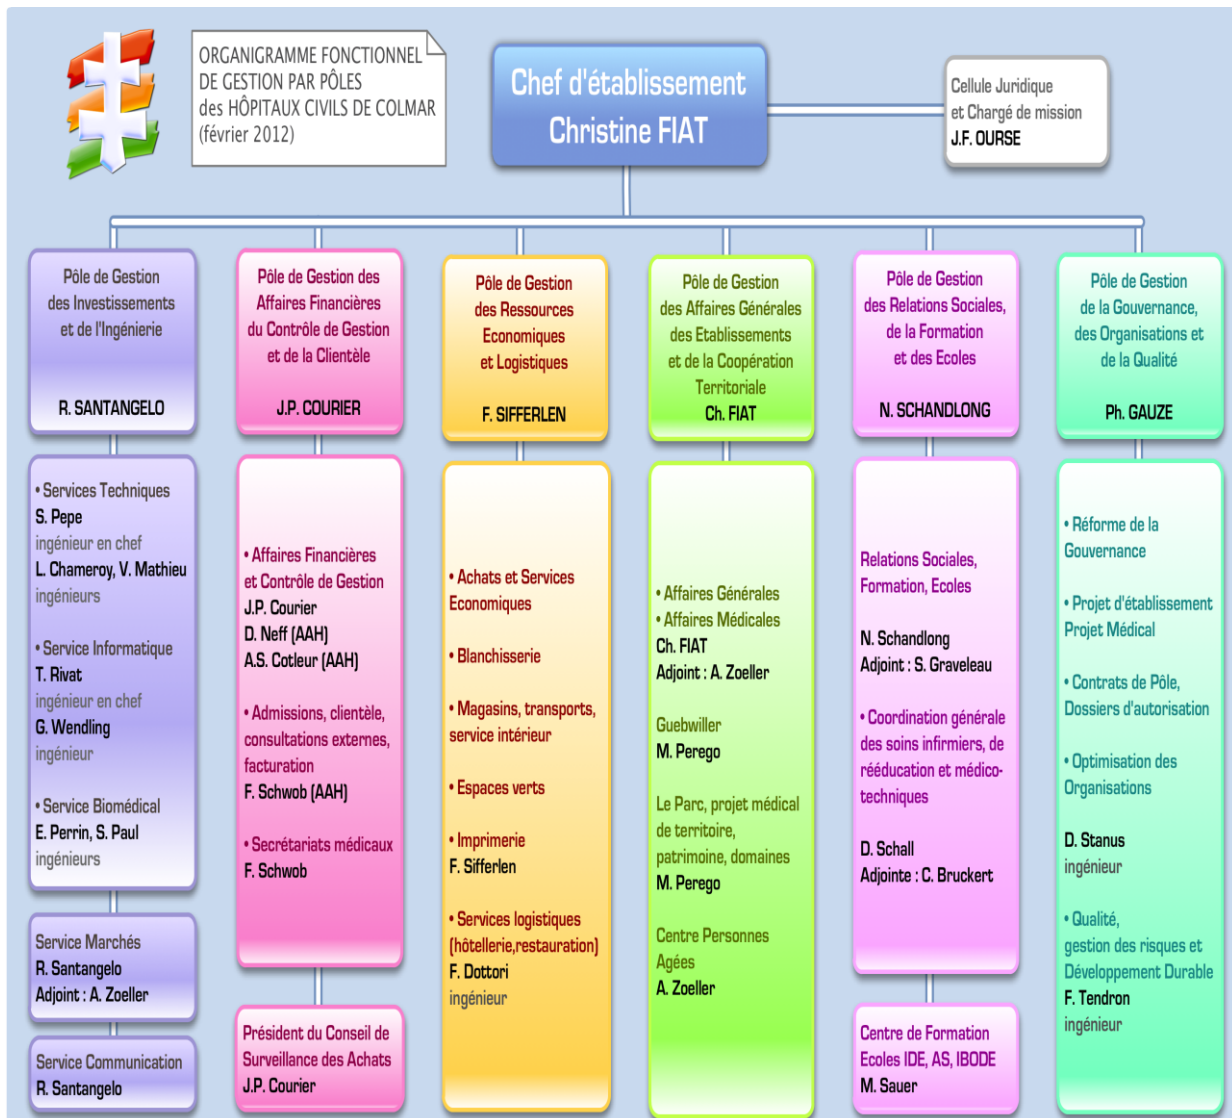 ORGANIGRAMME FONCTIONNEL
DE GESTION PAR PÔLES
des HÔPITAUX CIVILS DE COLMAR
(février 2012)
Chef d'établissement
Christine FIAT
Cellule Juridique
et Chargé de mission
J.F. OURSE
Pôle de Gestion
des Investissements
et de l'Ingénierie
R. SANTANGELO
• Services Techniques
S. Pepe
ingénieur en chef
L. Chameroy, V. Mathieu
ingénieurs
• Service Informatique
T. Rivat
ingénieur en chef
G. Wendling
ingénieur
• Service Biomédical
E. Perrin, S. Paul
ingénieurs
Service Marchés
R. Santangelo
Adjoint : A. Zoeller
Service Communication
R. Santangelo
Pôle de Gestion des
Affaires Financières
du Contrôle de Gestion
et de la Clientèle
J.P. COURIER
• Affaires Financières
et Contrôle de Gestion
J.P. Courier
D. Neff (AAH)
A.S. Cotleur (AAH)
• Admissions, clientèle,
consultations externes,
facturation
F. Schwob (AAH)
• Secrétariats médicaux
F. Schwob
Président du Conseil de
Surveillance des Achats
J.P. Courier
Pôle de Gestion
des Ressources
Economiques
et Logistiques
F. SIFFERLEN
• Achats et Services
Economiques
• Blanchisserie
• Magasins, transports,
service intérieur
• Espaces verts
• Imprimerie
F. Sifferlen
• Services logistiques
(hôtellerie,restauration)
F. Dottori
ingénieur
Pôle de Gestion
des Affaires Générales
des Etablissements
et de la Coopération
Territoriale
Ch. FIAT
• Affaires Générales
• Affaires Médicales
Ch. FIAT
Adjoint : A. Zoeller
Guebwiller
M. Perego
Le Parc, projet médical
de territoire,
patrimoine, domaines
M. Perego
Centre Personnes
Agées
A. Zoeller
Pôle de Gestion
des Relations Sociales,
de la Formation
et des Ecoles
N. SCHANDLONG
Relations Sociales,
Formation, Ecoles
N. Schandlong
Adjoint : S. Graveleau
• Coordination générale
des soins infirmiers, de
rééducation et médico-
techniques
D. Schall
Adjointe : C. Bruckert
Centre de Formation
Ecoles IDE, AS, IBODE
M. Sauer
Pôle de Gestion
de la Gouvernance,
des Organisations et
de la Qualité
Ph. GAUZE
• Réforme de la
Gouvernance
• Projet d'établissement
Projet Médical
• Contrats de Pôle,
Dossiers d'autorisation
• Optimisation des
Organisations
D. Stanus
ingénieur
• Qualité,
gestion des risques et
Développement Durable
F. Tendron
ingénieur